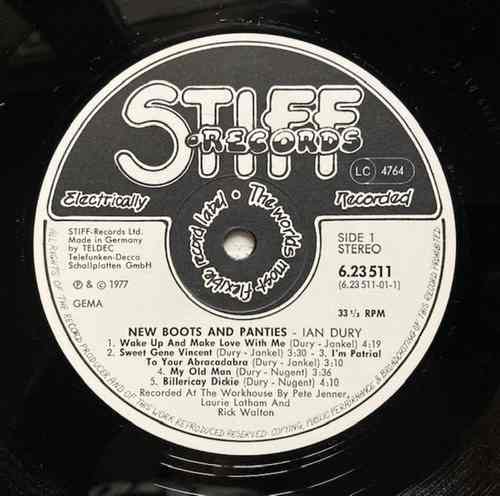 STIFF
RECORDS
LC 4764
Electrically
Recorded
The worlds most flexible record label
STIFF-Records Ltd.
Made in Germany
by TELDEC
Telefunken-Decca
Schallplatten GmbH
℗ & © 1977
GEMA
SIDE 1
STEREO
6.23511
(6.23 511-01-1)
33 ⅓ RPM
NEW BOOTS AND PANTIES - IAN DURY
1. Wake Up And Make Love With Me (Dury - Jankel) 4:19
2. Sweet Gene Vincent (Dury - Jankel) 3:30 - 3. I'm Patrial
To Your Abracadabra (Dury - Jankel) 3:10
4. My Old Man (Dury - Nugent) 3:36
5. Billericay Dickie (Dury - Nugent) 4:10
Recorded At The Workhouse By Pete Jenner,
Laurie Latham and
Rick Walton
ALL RIGHTS OF THE RECORD PRODUCER AND OF THIS WORK REPRODUCED RESERVED · COPYING, PUBLIC PERFORMANCE & BROADCASTING OF THIS RECORD PROHIBITED